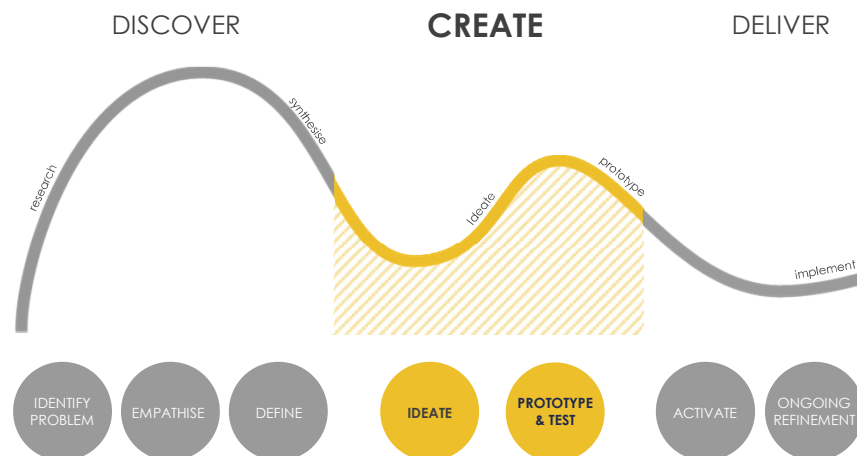 DISCOVER
CREATE
DELIVER
research
synthesise
Ideate
prototype
implement
IDENTIFY
PROBLEM
EMPATHISE
DEFINE
IDEATE
PROTOTYPE
& TEST
ACTIVATE
ONGOING
REFINEMENT